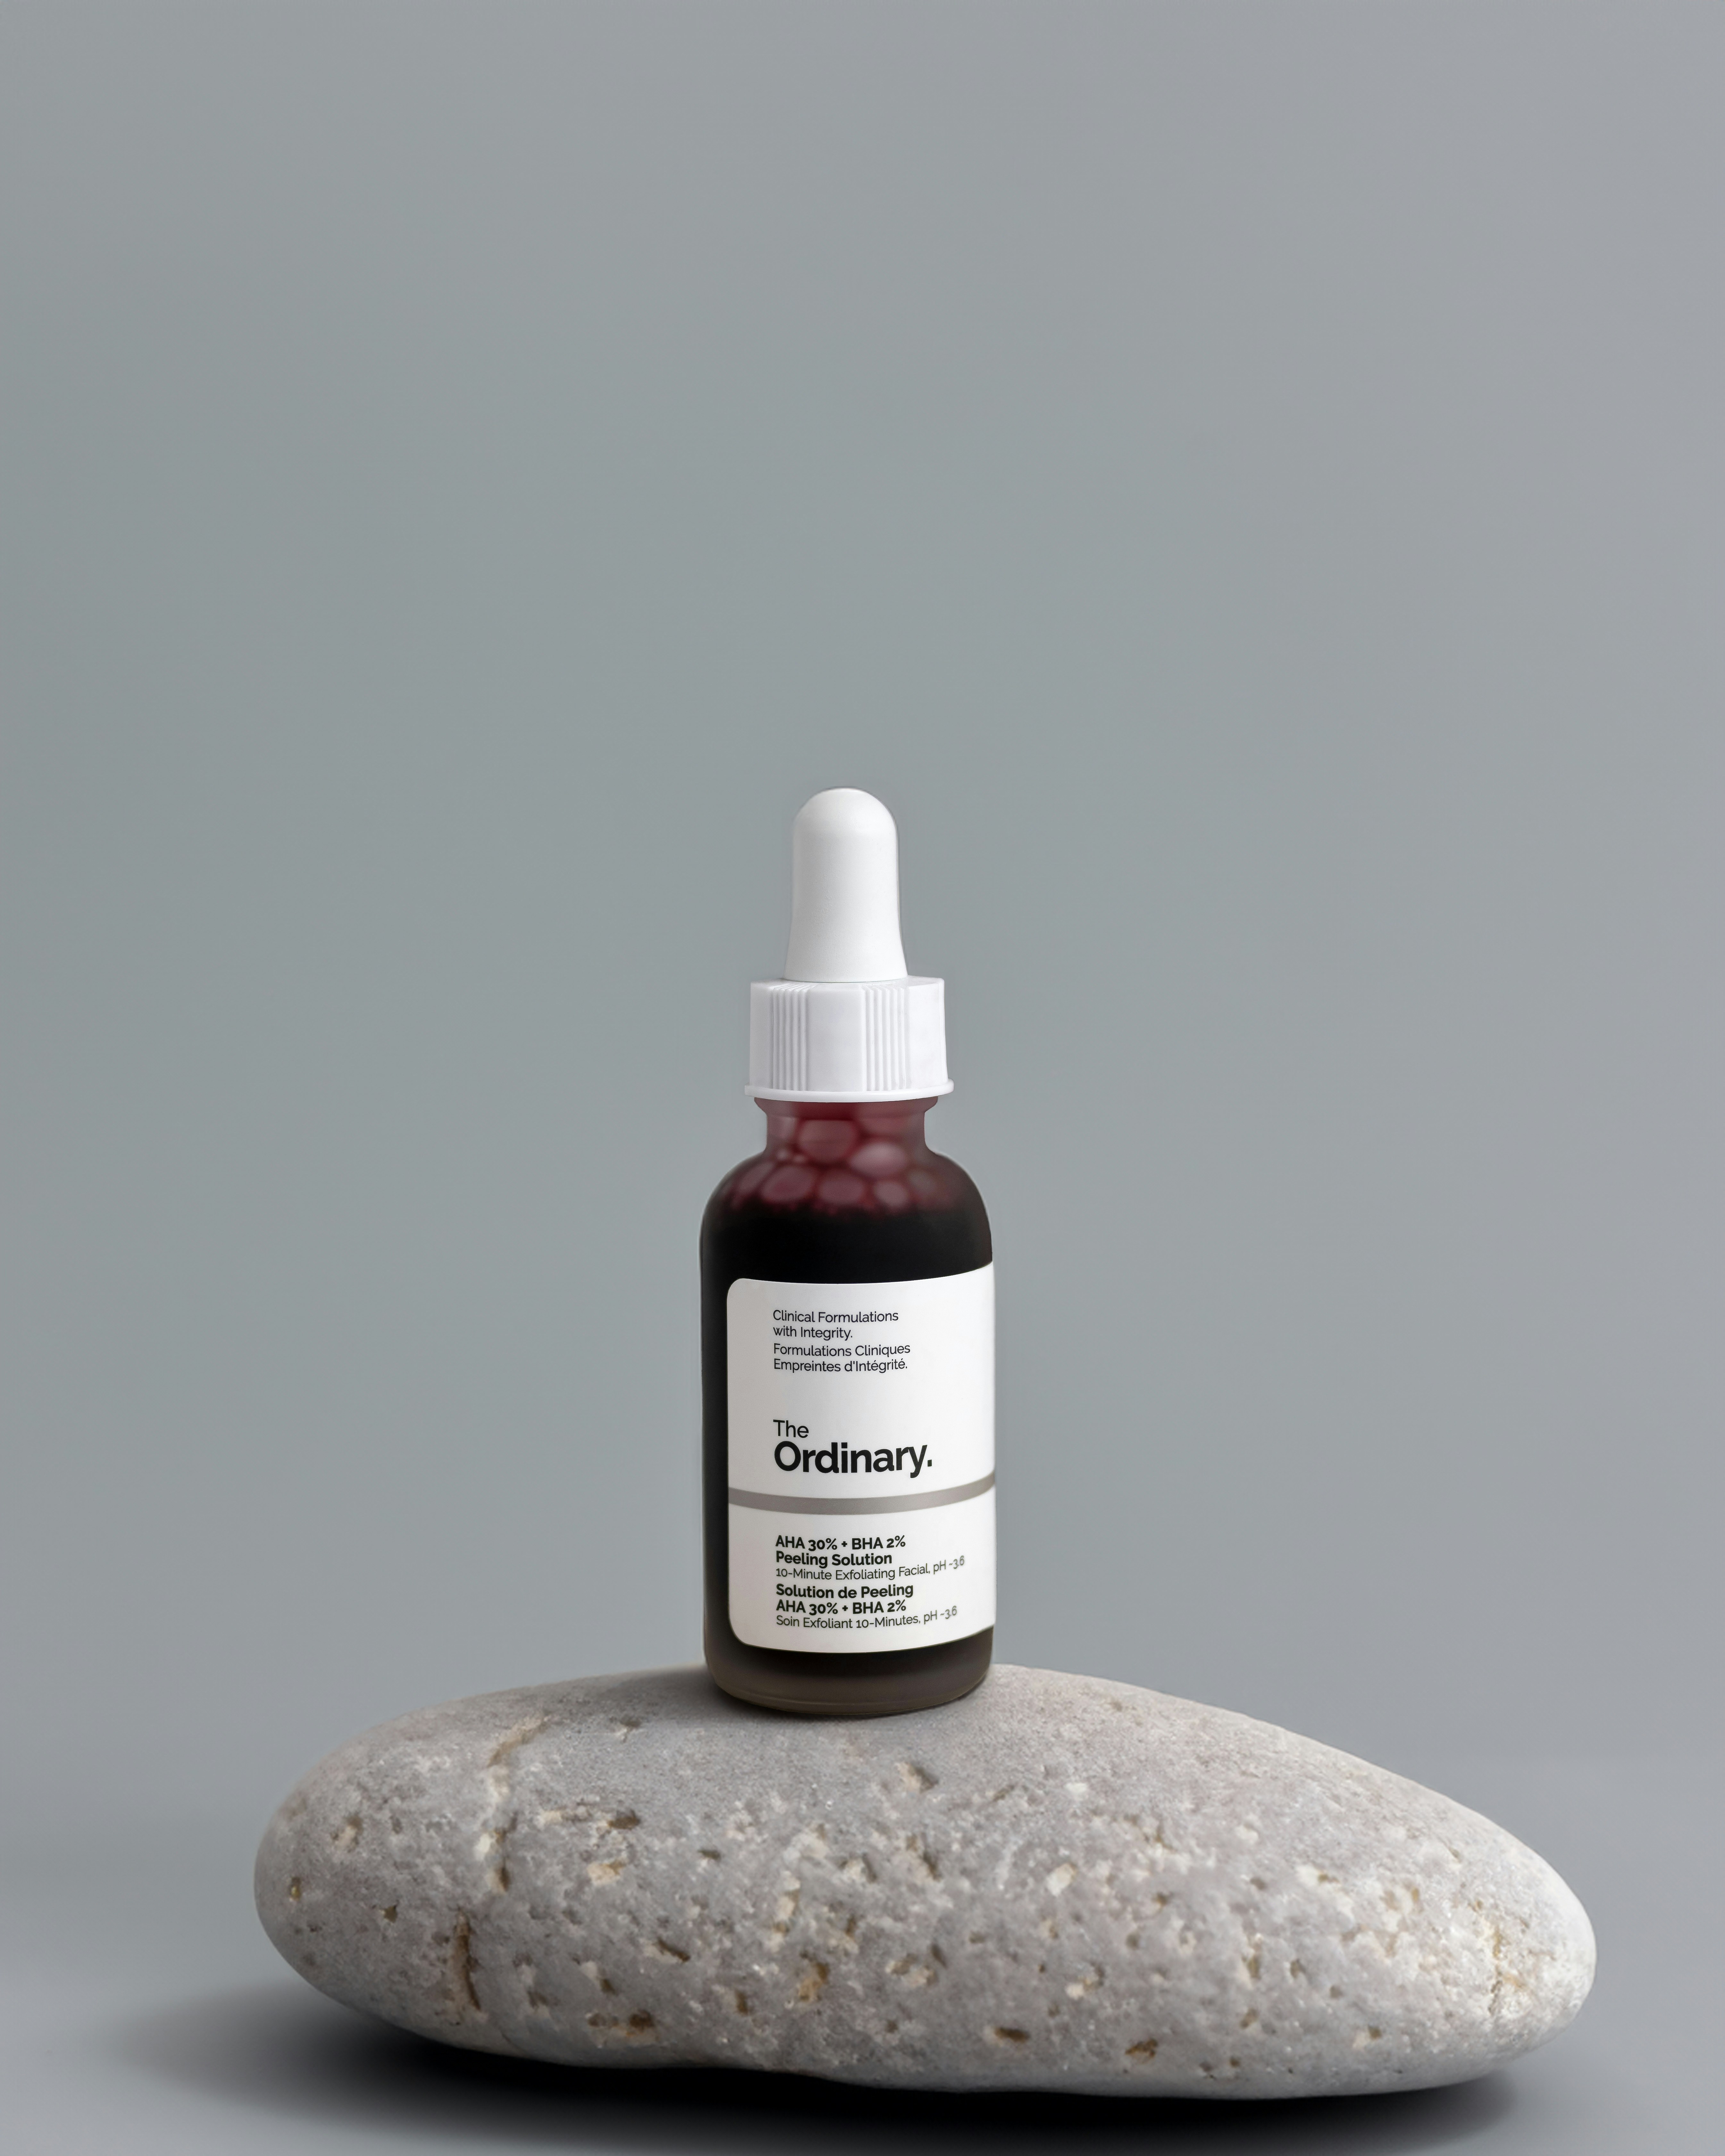 Clinical Formulations
with Integrity.
Formulations Cliniques
Empreintes d'Intégrité.
The
Ordinary.
AHA 30% + BHA 2%
Peeling Solution
10-Minute Exfoliating Facial, pH ~3.6
Solution de Peeling
AHA 30% + BHA 2%
Soin Exfoliant 10-Minutes, pH ~3.6